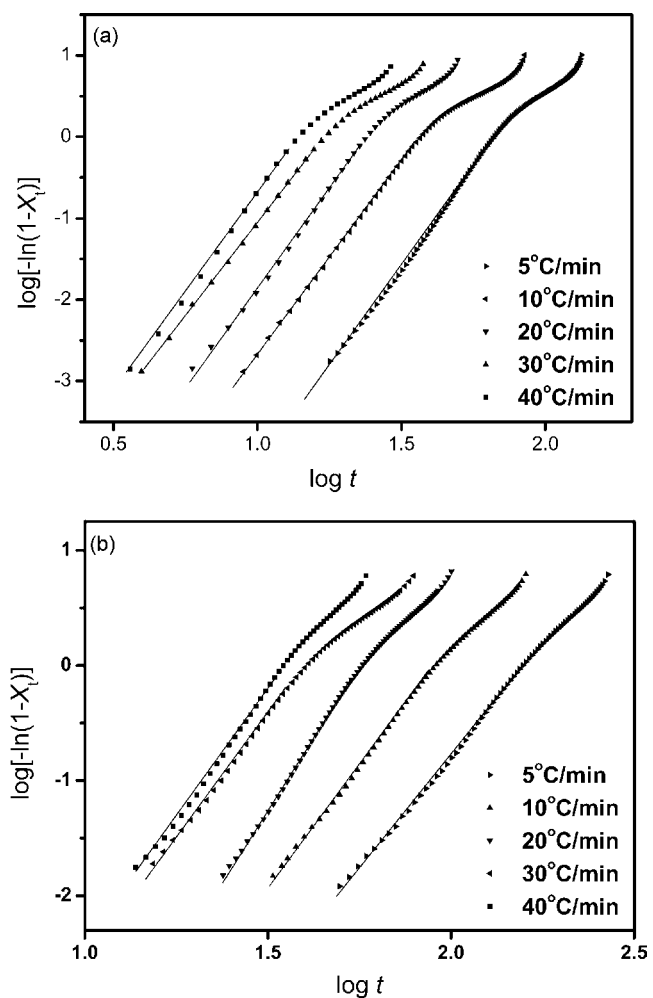 (a)
log[-ln(1-Xt)]
1
0
-1
-2
-3
0.5 1.0 1.5 2.0
log t
5°C/min
10°C/min
20°C/min
30°C/min
40°C/min
(b)
log[-ln(1-Xt)]
1
0
-1
-2
1.0 1.5 2.0 2.5
log t
5°C/min
10°C/min
20°C/min
30°C/min
40°C/min